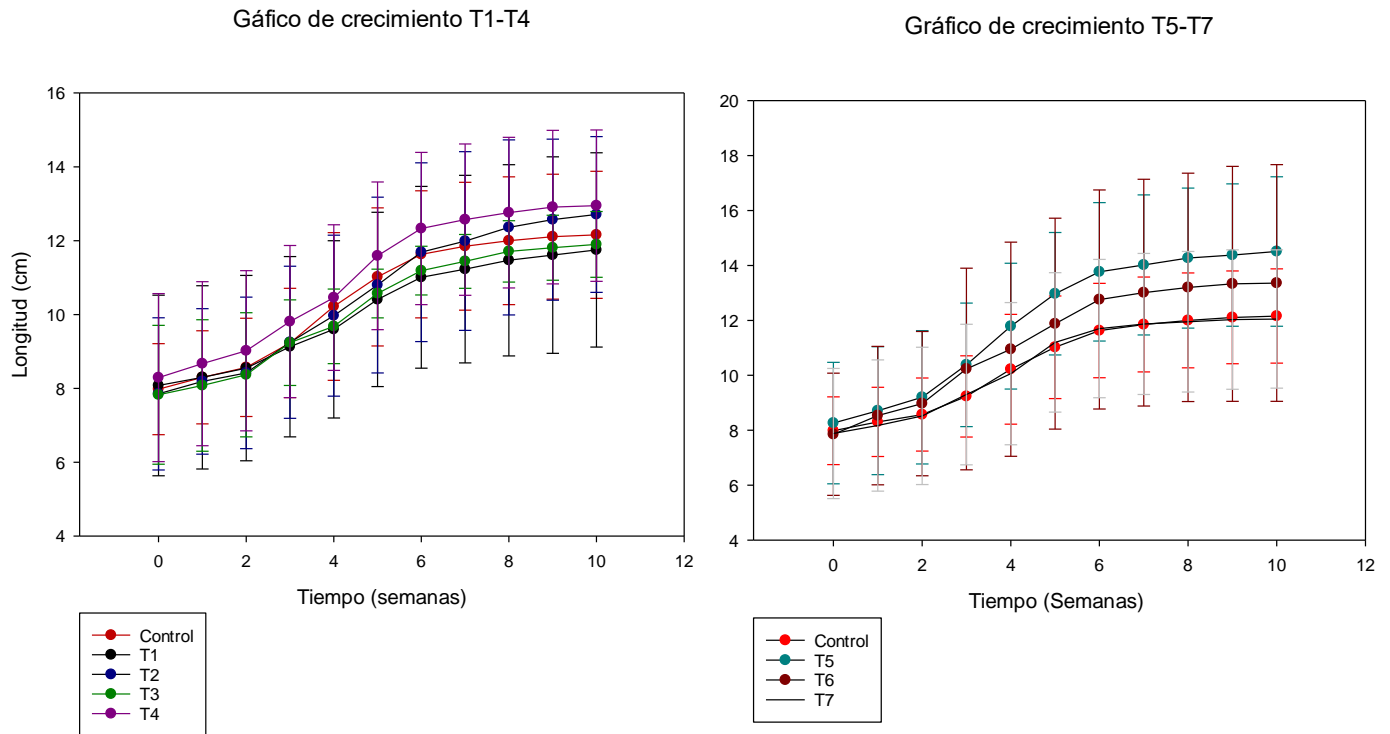 Gáfico de crecimiento T1-T4
Longitud (cm)
16
14
12
10
8
6
4
0 2 4 6 8 10 12
Tiempo (semanas)
Control
T1
T2
T3
T4
Gráfico de crecimiento T5-T7
20
18
16
14
12
10
8
6
4
0 2 4 6 8 10 12
Tiempo (Semanas)
Control
T5
T6
T7